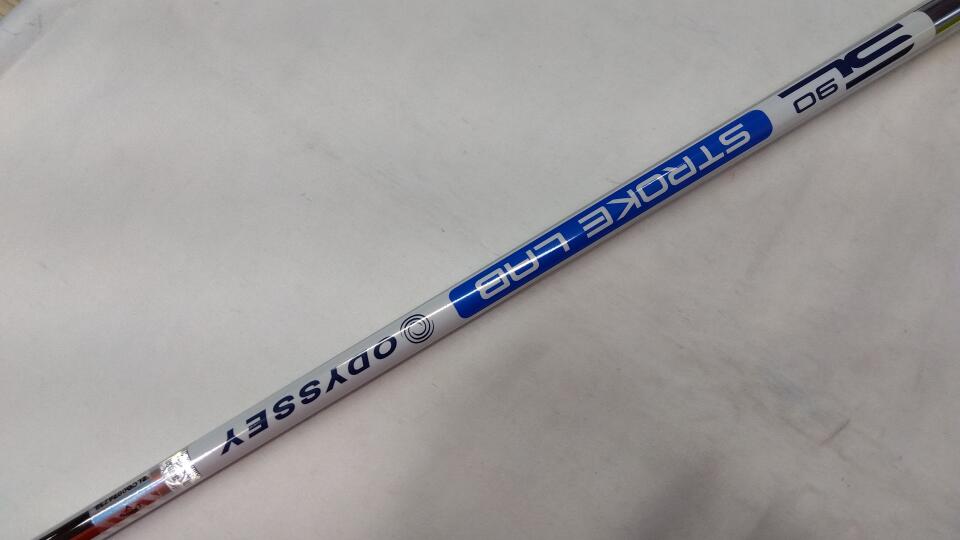 SL
90
STROKE LAB
ODYSSEY